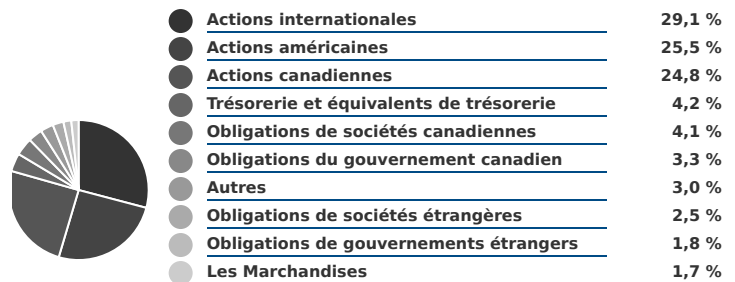 Actions internationales 29,1 %
Actions américaines 25,5 %
Actions canadiennes 24,8 %
Trésorerie et équivalents de trésorerie 4,2 %
Obligations de sociétés canadiennes 4,1 %
Obligations du gouvernement canadien 3,3 %
Autres 3,0 %
Obligations de sociétés étrangères 2,5 %
Obligations de gouvernements étrangers 1,8 %
Les Marchandises 1,7 %